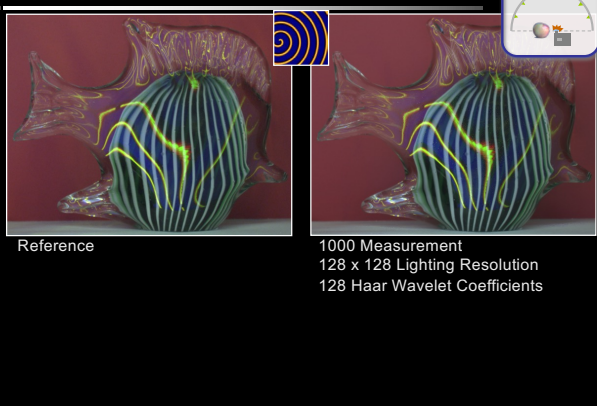 Reference
1000 Measurement
128 x 128 Lighting Resolution
128 Haar Wavelet Coefficients